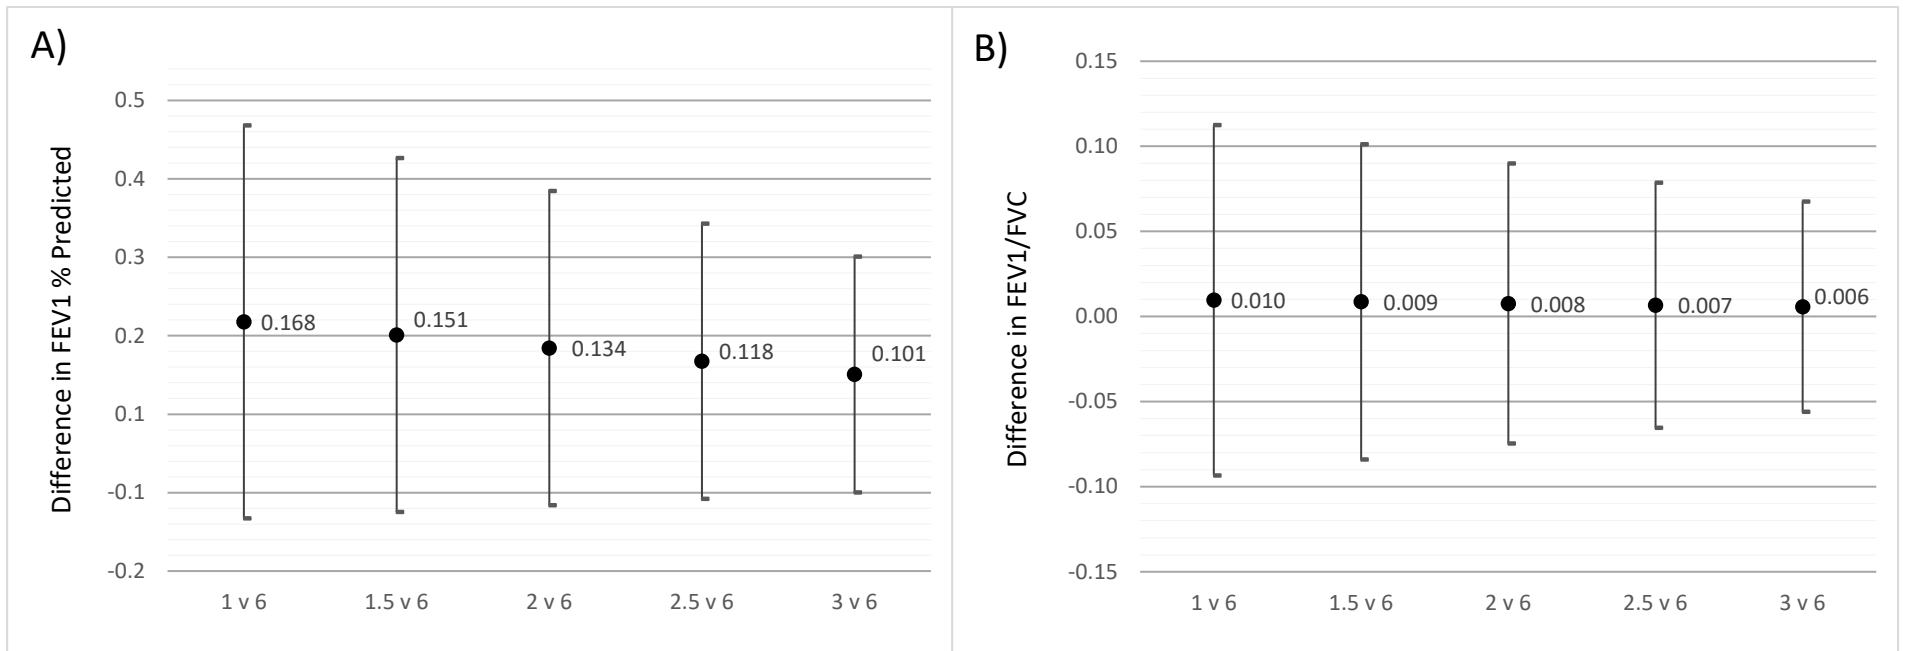 A)
Difference in FEV1 % Predicted
0.5
0.4
0.3
0.2
0.1
-0.1
-0.2
0.168
0.151
0.134
0.118
0.101
1 v 6
1.5 v 6
2 v 6
2.5 v 6
3 v 6
B)
Difference in FEV1/FVC
0.15
0.10
0.05
0.00
-0.05
-0.10
-0.15
0.010
0.009
0.008
0.007
0.006
1 v 6
1.5 v 6
2 v 6
2.5 v 6
3 v 6